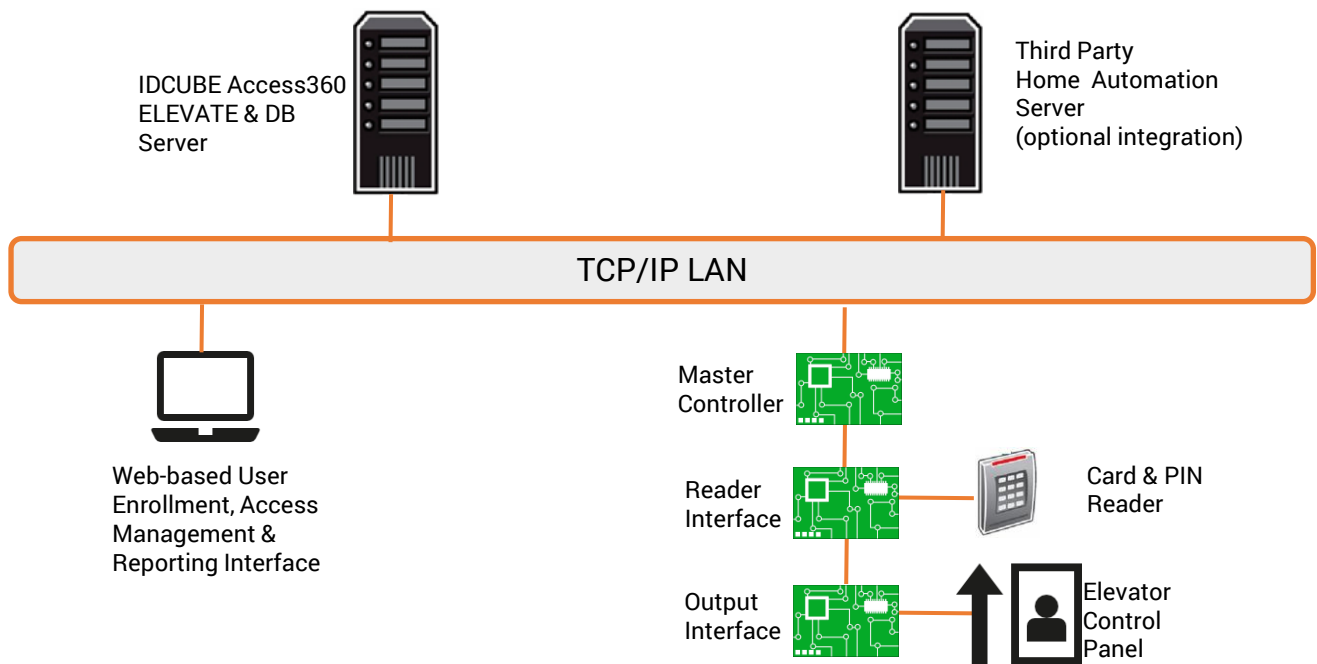 IDCUBE Access360
ELEVATE & DB
Server
Third Party
Home Automation
Server
(optional integration)
TCP/IP LAN
Web-based User
Enrollment, Access
Management &
Reporting Interface
Master
Controller
Reader
Interface
Card & PIN
Reader
Output
Interface
Elevator
Control
Panel